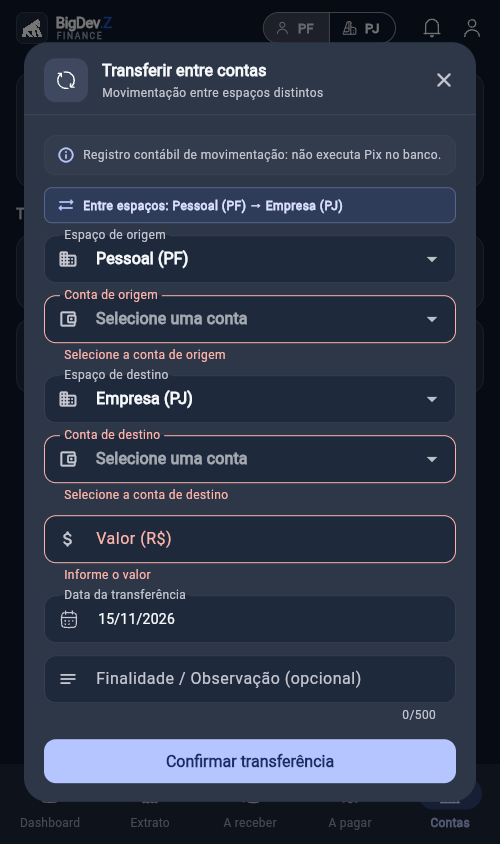 BigDev.Z
FINANCE
PF
PJ
Transferir entre contas
Movimentação entre espaços distintos
Registro contábil de movimentação: não executa Pix no banco.
Entre espaços: Pessoal (PF) → Empresa (PJ)
Espaço de origem
Pessoal (PF)
Conta de origem
Selecione uma conta
Selecione a conta de origem
Espaço de destino
Empresa (PJ)
Conta de destino
Selecione uma conta
Selecione a conta de destino
$ Valor (R$)
Informe o valor
Data da transferência
15/11/2026
Finalidade / Observação (opcional)
0/500
Confirmar transferência
Dashboard
Extrato
A receber
A pagar
Contas